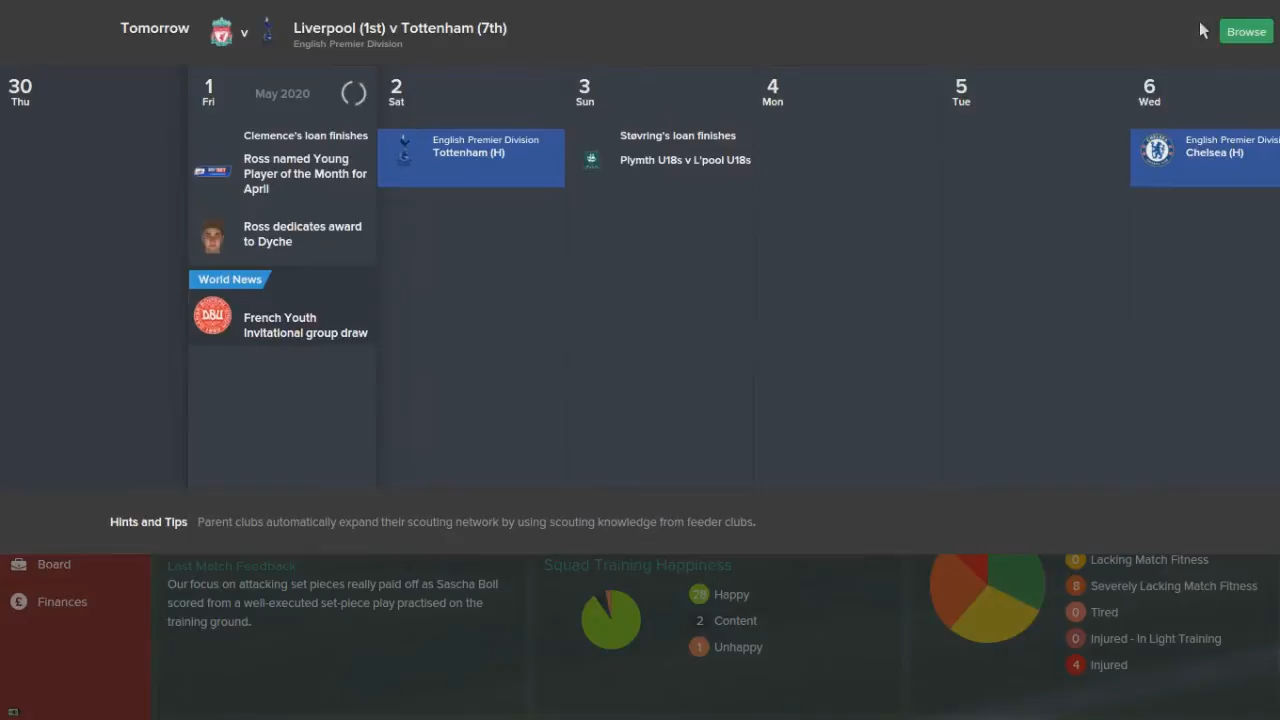 Tomorrow
v
Liverpool (1st) v Tottenham (7th)
English Premier Division
Browse
30
Thu
1
Fri
May 2020
2
Sat
3
Sun
4
Mon
5
Tue
6
Wed
Clemence's loan finishes
Ross named Young
Player of the Month for
April
Ross dedicates award
to Dyche
World News
DBU
French Youth
Invitational group draw
English Premier Division
Tottenham (H)
Støvring's loan finishes
Plymth U18s v L'pool U18s
English Premier Divisi
Chelsea (H)
Hints and Tips
Parent clubs automatically expand their scouting network by using scouting knowledge from feeder clubs.
Board
Finances
Last Match Feedback
Our focus on attacking set pieces really paid off as Sascha Boll
scored from a well-executed set-piece play practised on the
training ground.
Squad Training Happiness
28 Happy
2 Content
1 Unhappy
0 Lacking Match Fitness
8 Severely Lacking Match Fitness
0 Tired
0 Injured - In Light Training
4 Injured